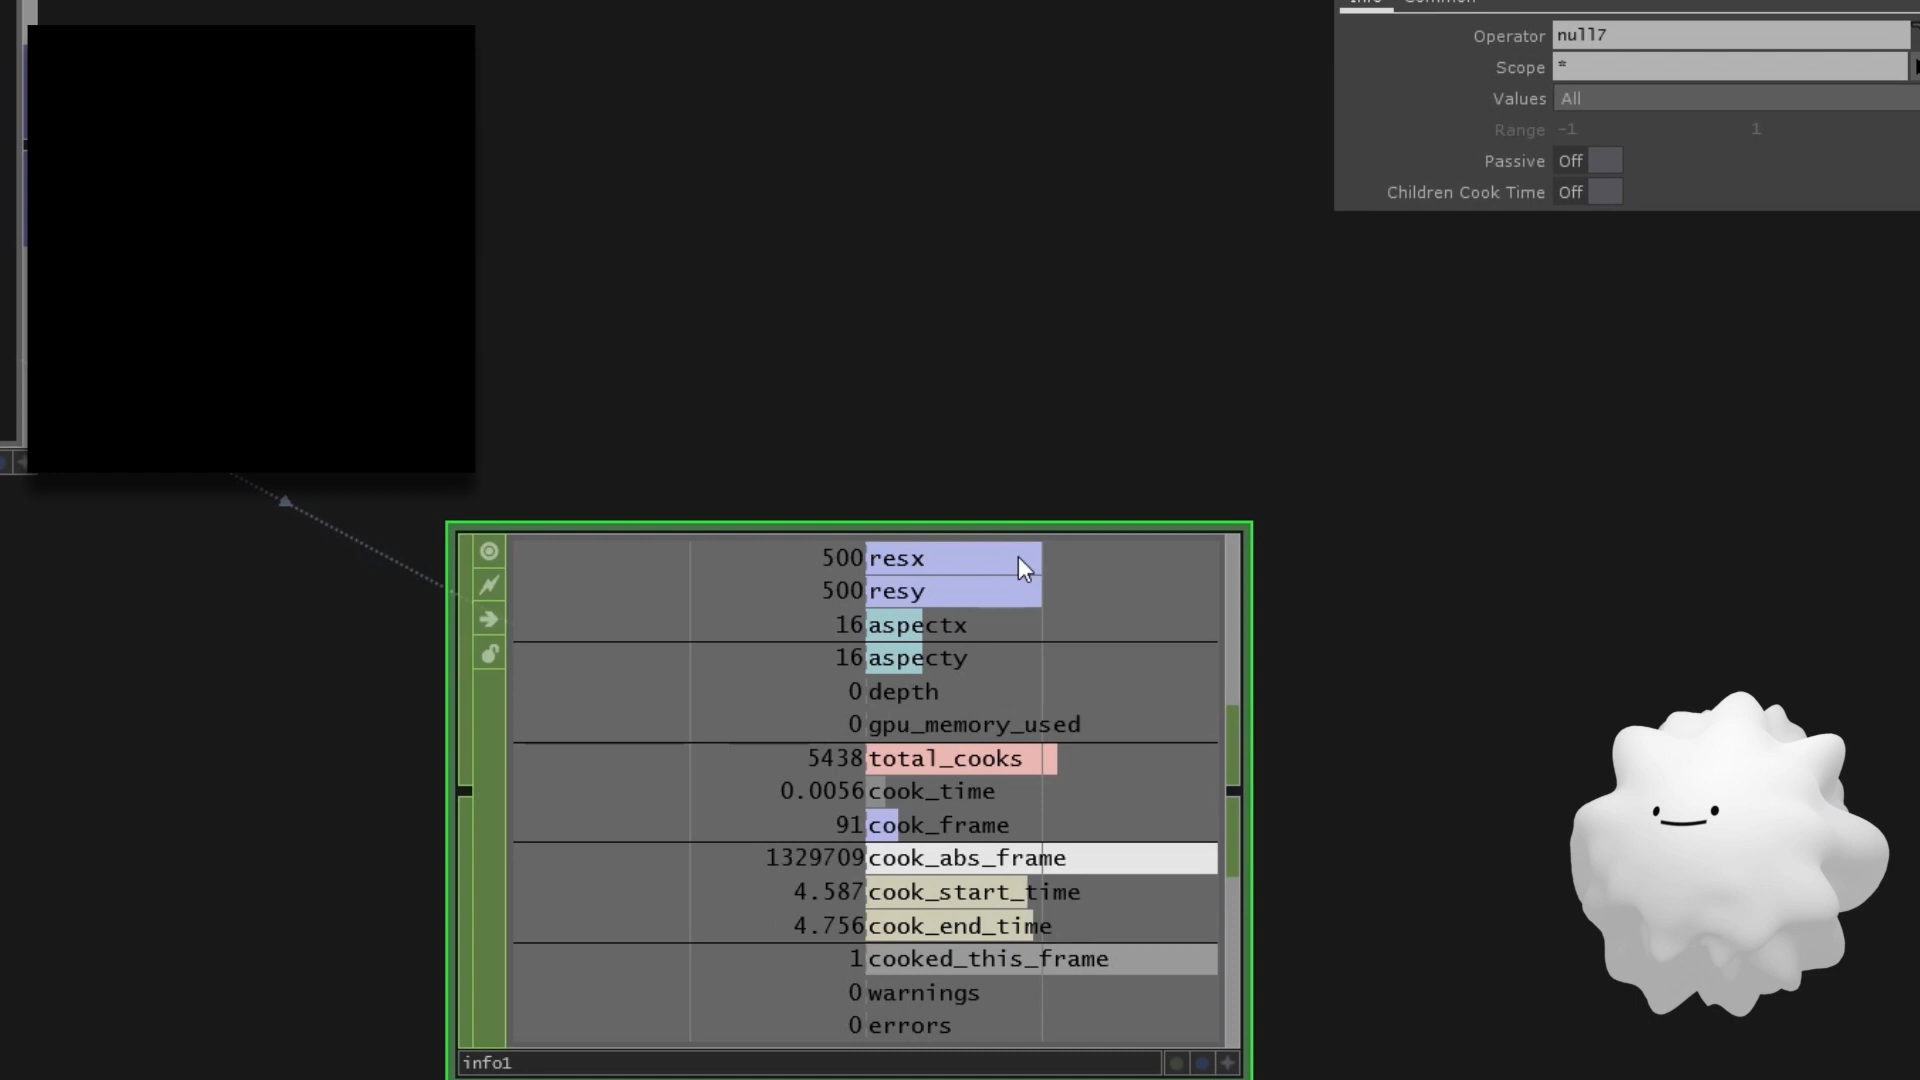 Info Common
Operator null7
Scope *
Values All
Range -1 1
Passive Off
Children Cook Time Off
500 resx
500 resy
16 aspectx
16 aspecty
0 depth
0 gpu_memory_used
5438 total_cooks
0.0056 cook_time
91 cook_frame
1329709 cook_abs_frame
4.587 cook_start_time
4.756 cook_end_time
1 cooked_this_frame
0 warnings
0 errors
info1